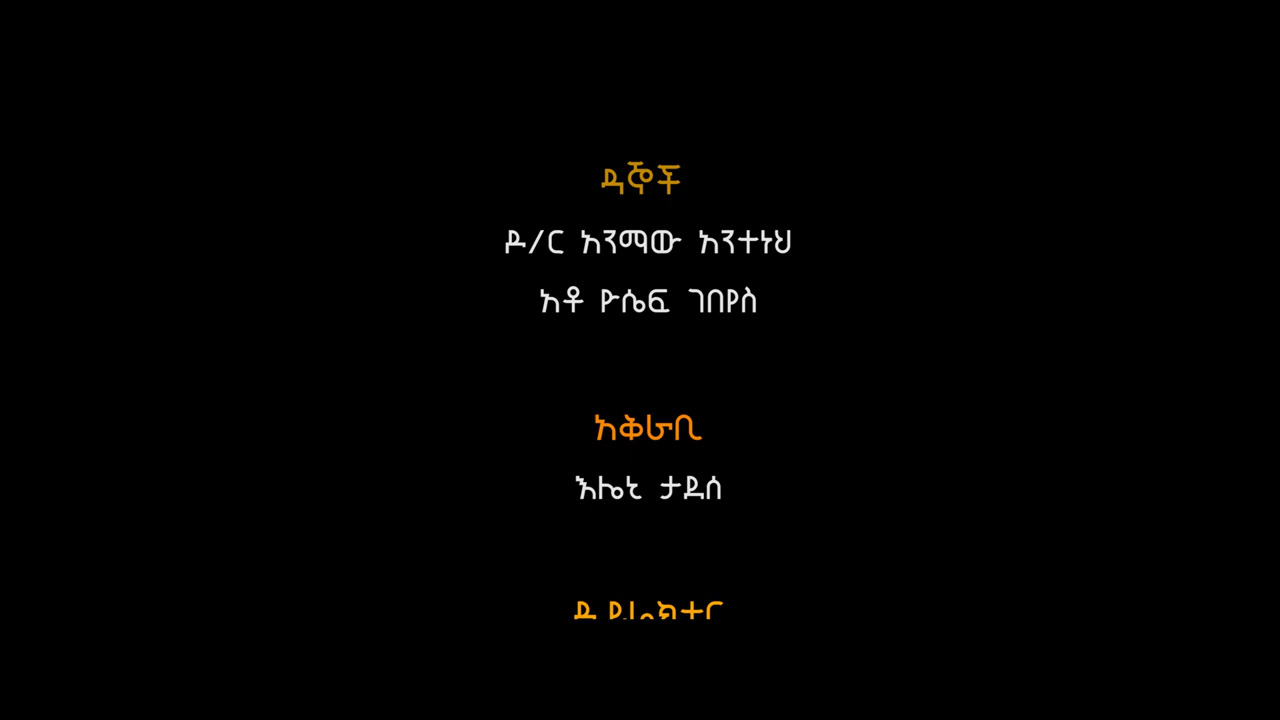 ዳኞች
ዶ/ር አንማው አንተነህ
አቶ ዮሴፍ ገበየስ
አቅራቢ
እሌኒ ታደሰ